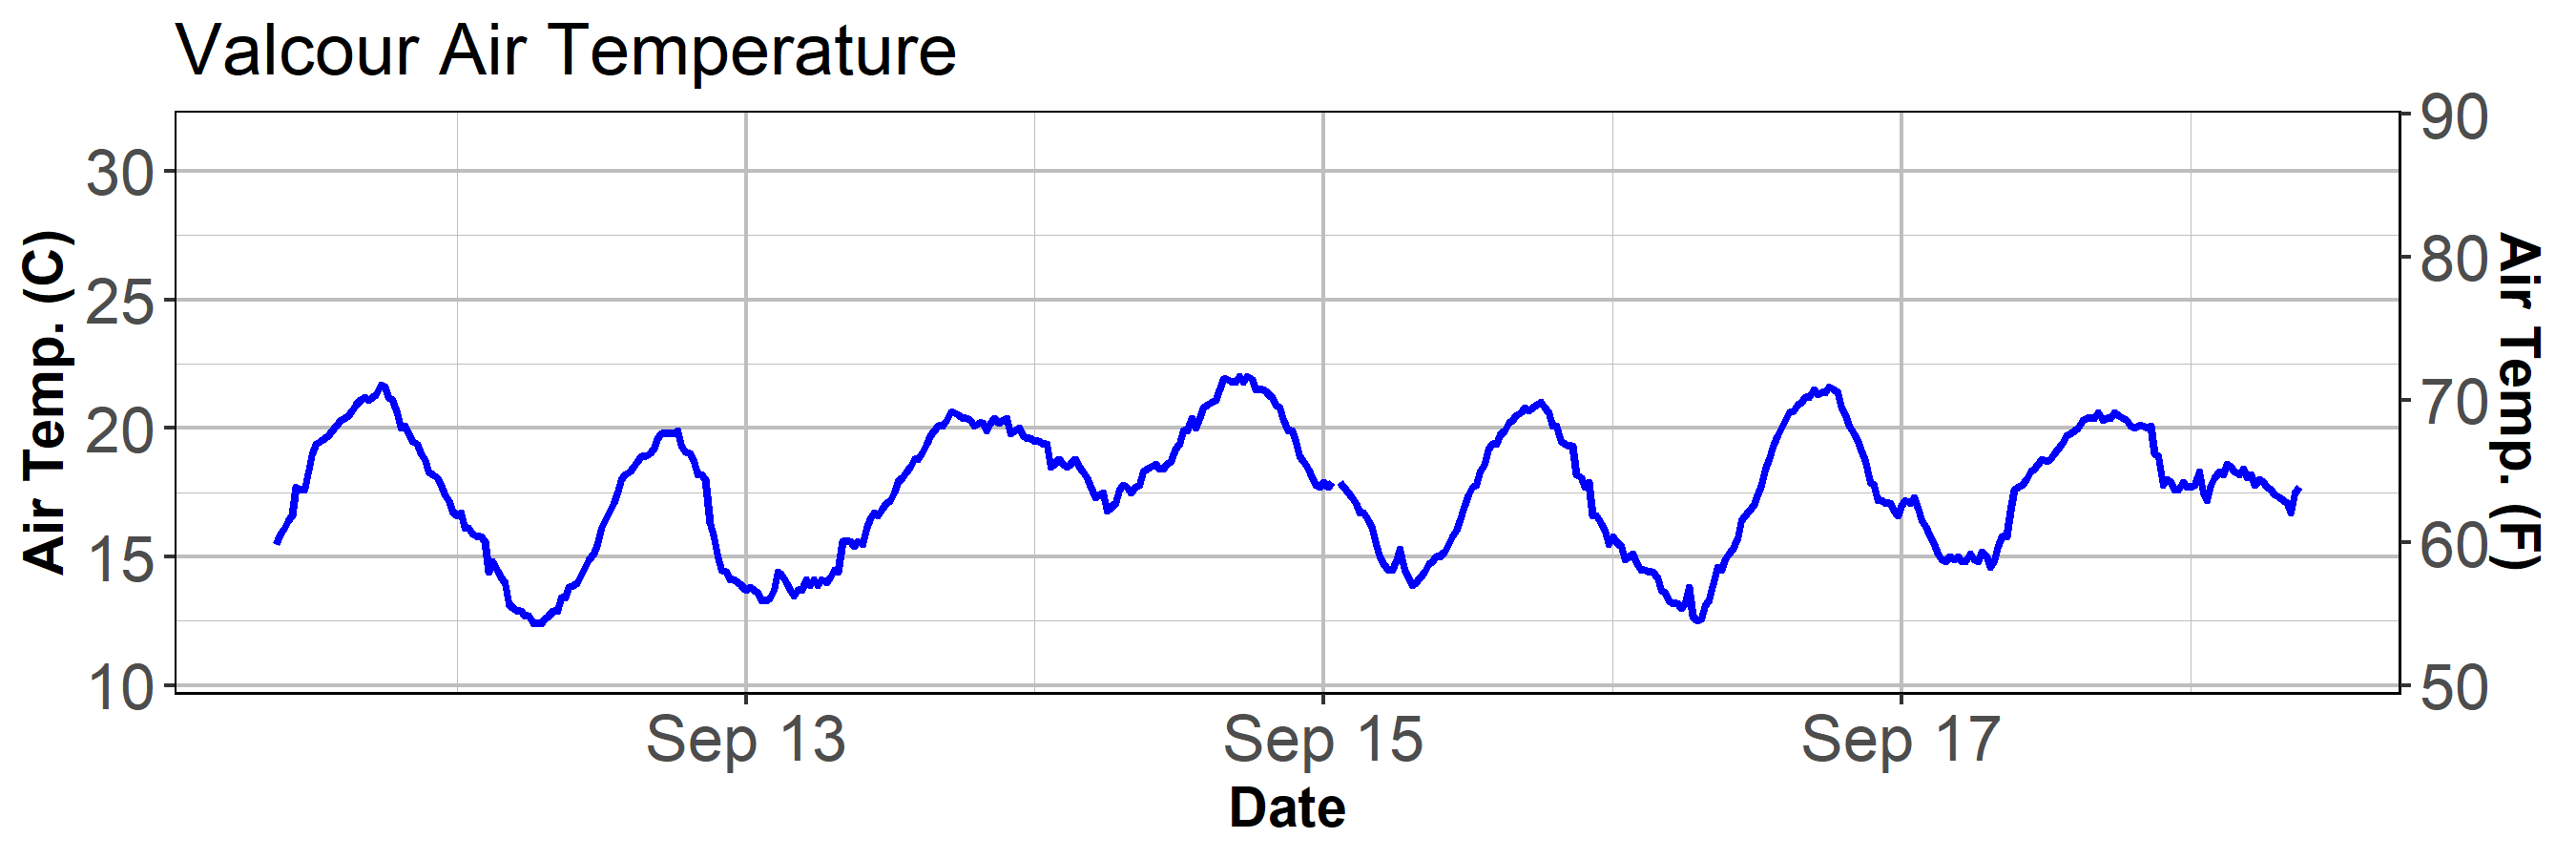 Valcour Air Temperature
Air Temp. (C)
30
25
20
15
10
90
80
70
60
50
Air Temp. (F)
Sep 13
Sep 15
Sep 17
Date